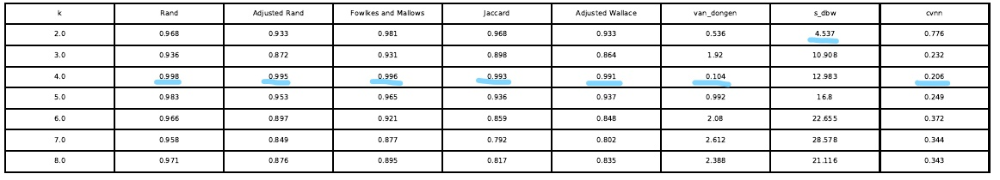 k Rand Adjusted Rand Fowlkes and Mallows Jaccard Adjusted Wallace van_dongen s_dbw cvnn
2.0 0.968 0.933 0.981 0.968 0.933 0.536 4.537 0.776
3.0 0.936 0.872 0.931 0.898 0.864 1.92 10.908 0.232
4.0 0.998 0.995 0.996 0.993 0.991 0.104 12.983 0.206
5.0 0.983 0.953 0.965 0.936 0.937 0.992 16.8 0.249
6.0 0.966 0.897 0.921 0.859 0.848 2.08 22.655 0.372
7.0 0.958 0.849 0.877 0.792 0.802 2.612 28.578 0.344
8.0 0.971 0.876 0.895 0.817 0.835 2.388 21.116 0.343